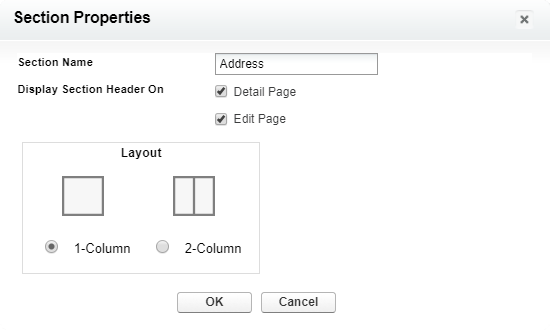 Section Properties
Section Name Address
Display Section Header On Detail Page
Edit Page
Layout
1-Column 2-Column
OK Cancel